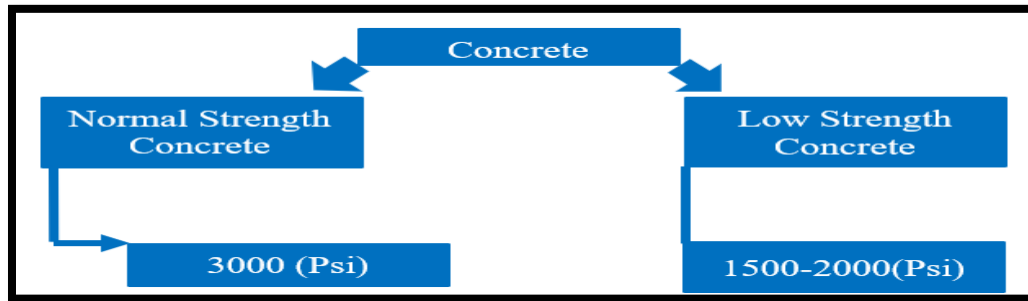 Concrete
Normal Strength
Concrete
Low Strength
Concrete
3000 (Psi)
1500-2000(Psi)